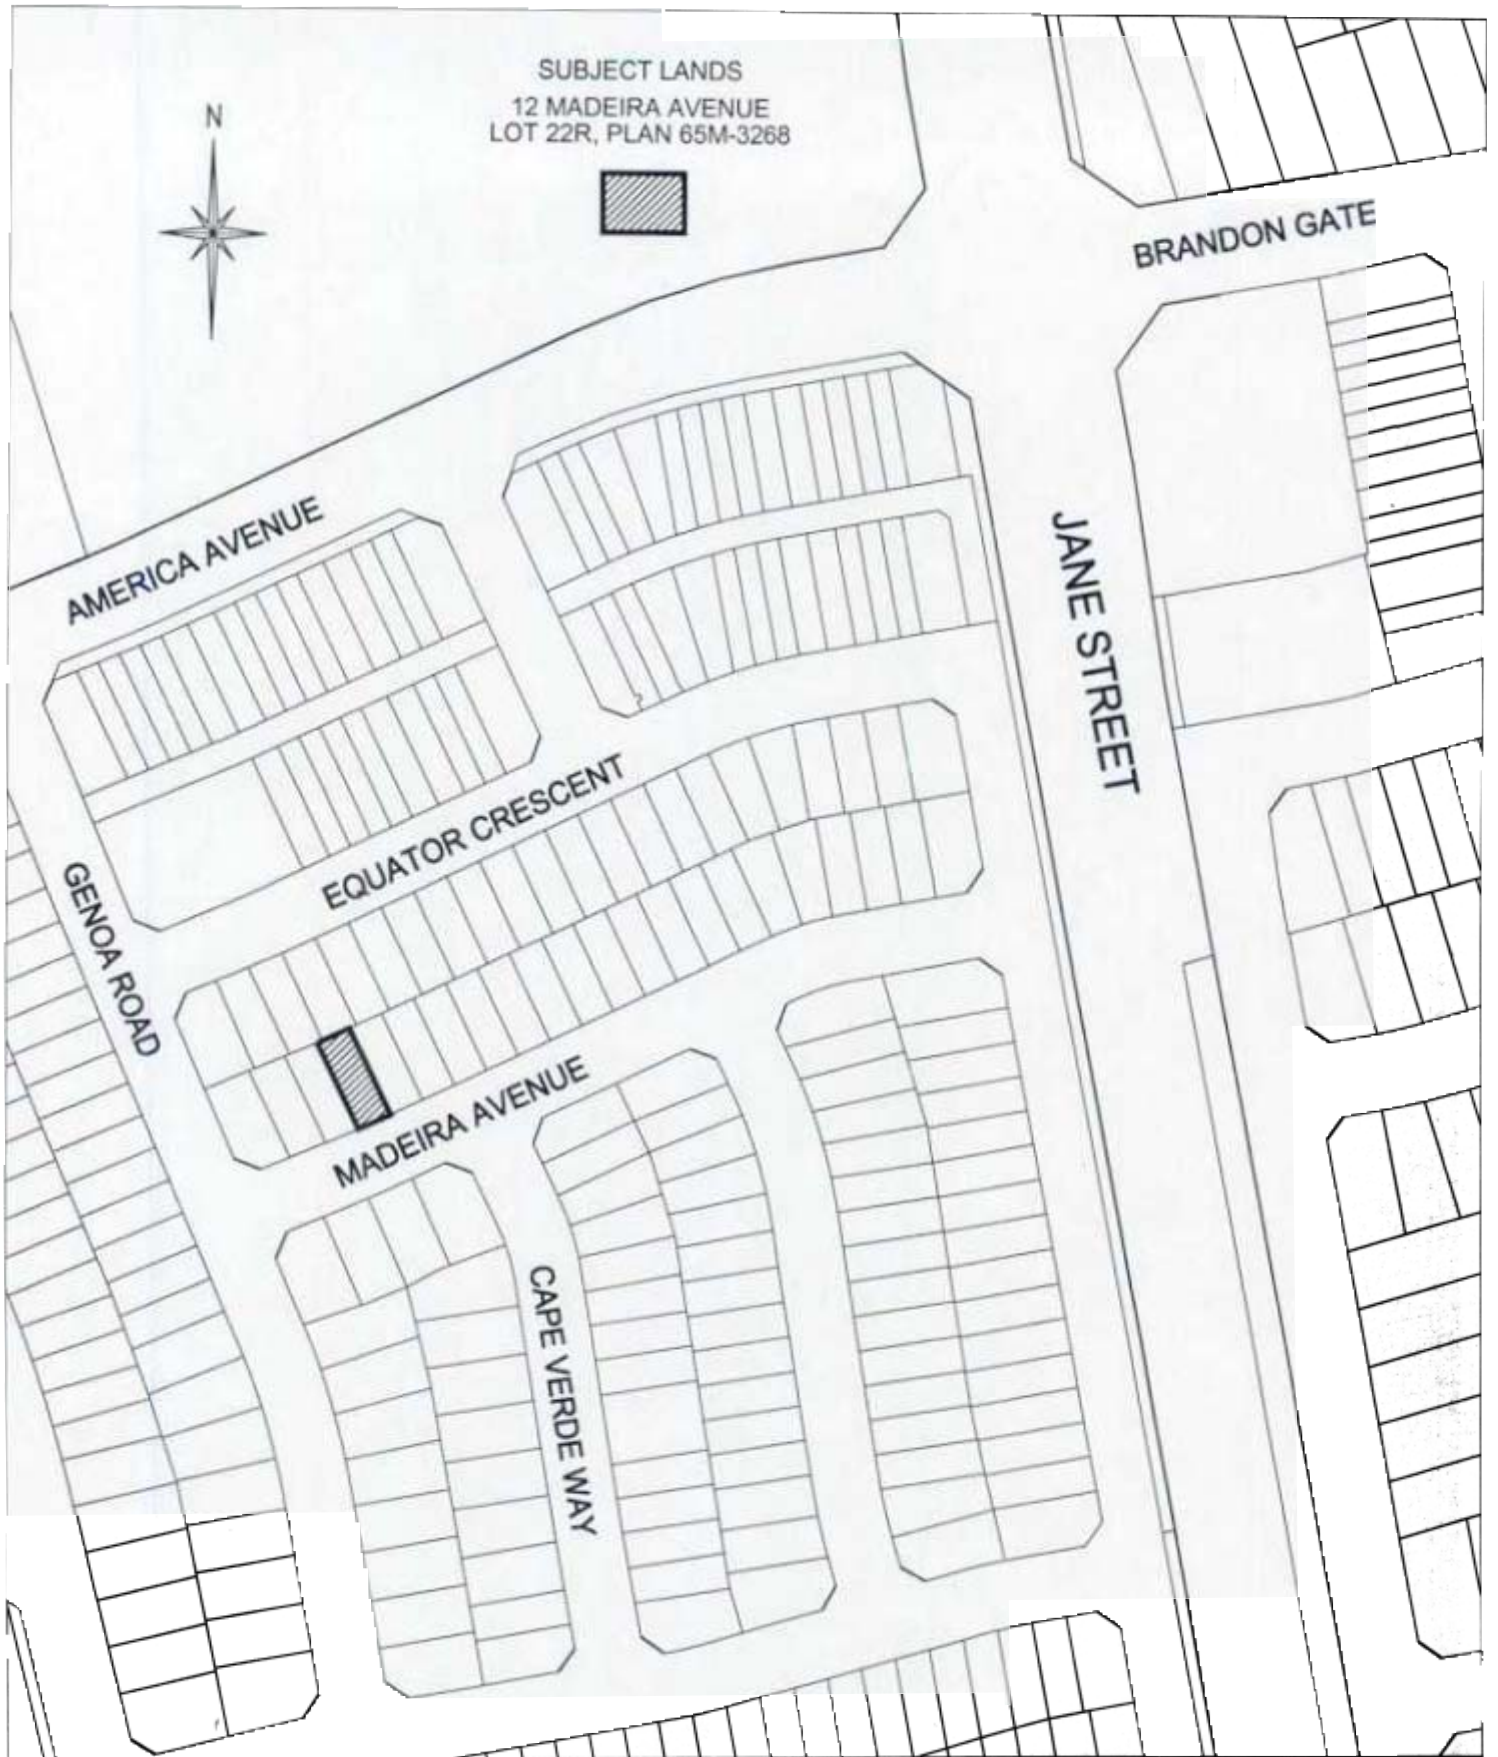 SUBJECT LANDS
12 MADEIRA AVENUE
LOT 22R, PLAN 65M-3268
N
BRANDON GATE
AMERICA AVENUE
JANE STREET
EQUATOR CRESCENT
GENOA ROAD
MADEIRA AVENUE
CAPE VERDE WAY